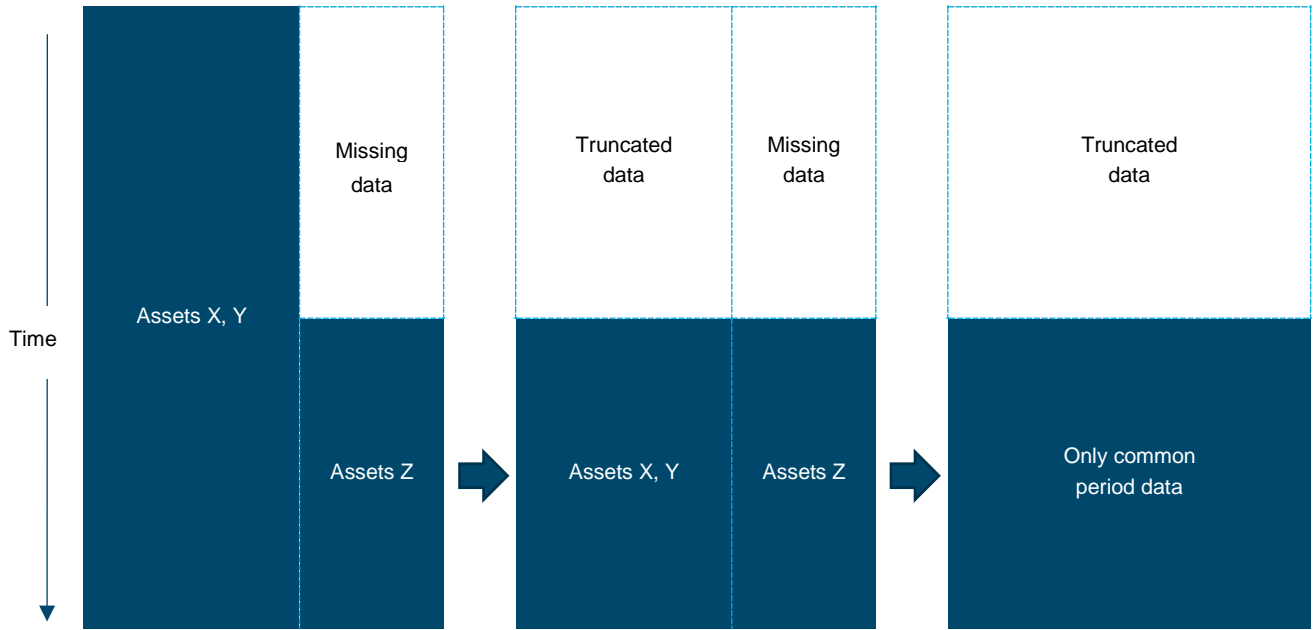 Missing
data
Truncated
data
Missing
data
Truncated
data
Assets X, Y
Time
Assets Z
Assets X, Y
Assets Z
Only common
period data